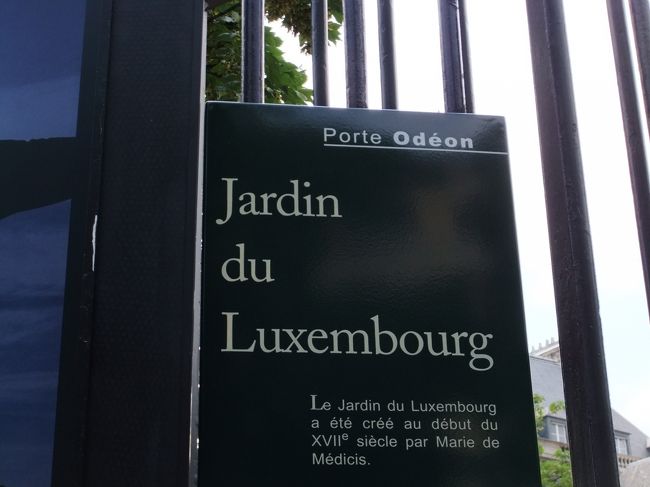 Porte Odéon
Jardin
du
Luxembourg
Le Jardin du Luxembourg
a été créé au début du
XVIIe siècle par Marie de
Médicis.